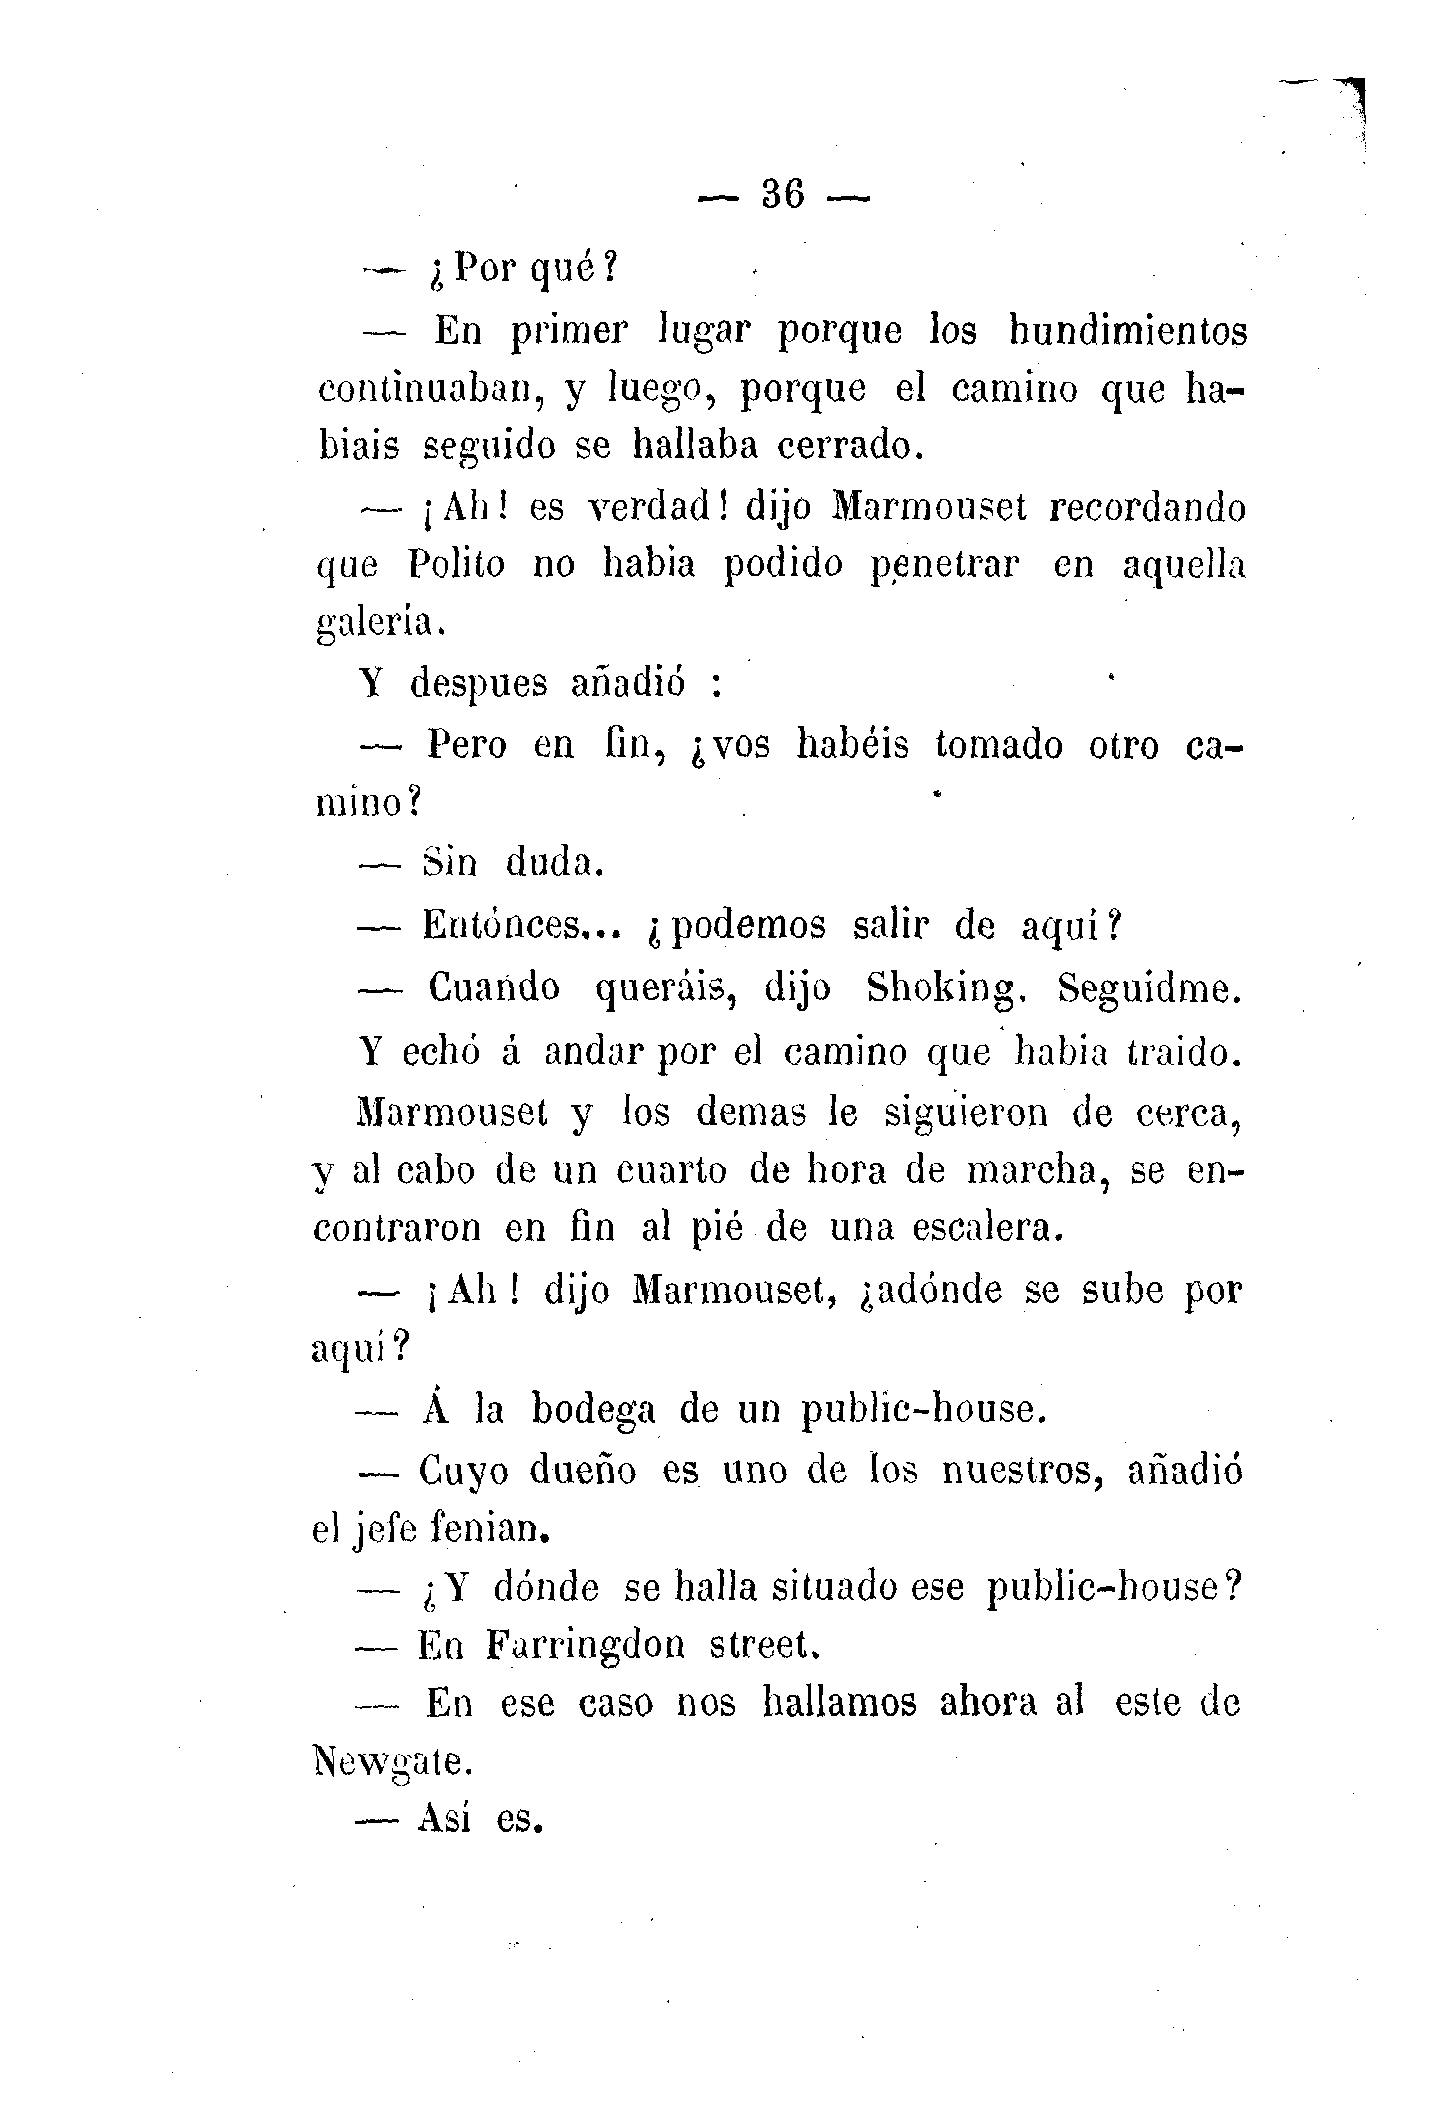 — 36 —
— ¿Por qué?
— En primer lugar porque los hundimientos
continuaban, y luego, porque el camino que ha-
biais seguido se hallaba cerrado.
— ¡Ah! es verdad! dijo Marmouset recordando
que Polito no habia podido penetrar en aquella
galería.
Y despues añadió :
— Pero en fin, ¿vos habéis tomado otro ca-
mino?
— Sin duda.
— Entónces... ¿podemos salir de aquí?
— Cuando queráis, dijo Shoking. Seguidme.
Y echó á andar por el camino que habia traido.
Marmouset y los demas le siguieron de cerca,
y al cabo de un cuarto de hora de marcha, se en-
contraron en fin al pié de una escalera.
— ¡Ah! dijo Marmouset, ¿adónde se sube por
aquí?
— Á la bodega de un public-house.
— Cuyo dueño es uno de los nuestros, añadió
el jefe fenian.
— ¿Y dónde se halla situado ese public-house?
— En Farringdon street.
— En ese caso nos hallamos ahora al este de
Newgate.
— Así es.